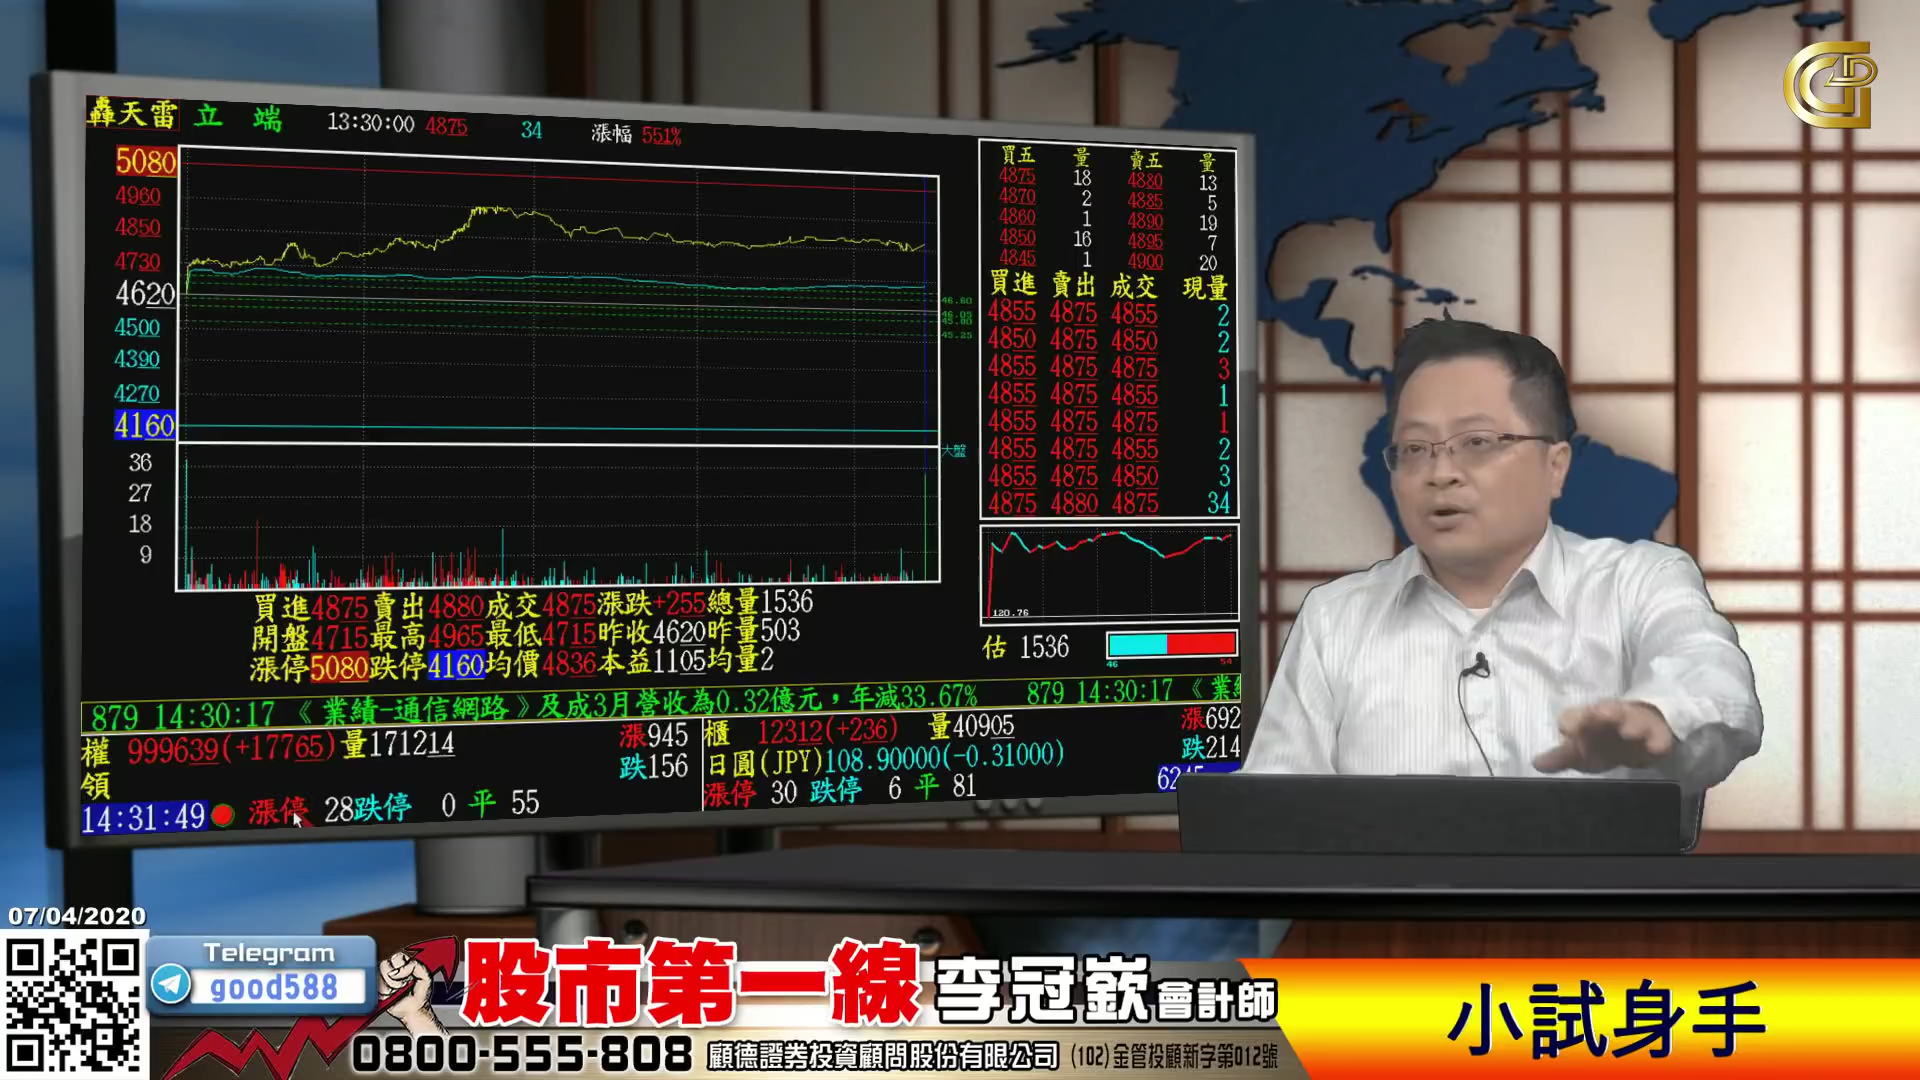 轟天雷 立 端 13:30:00 4875 34 漲幅 551%
5080
4960
4850
4730
4620
4500
4390
4270
4160
36
27
18
9
46.60
46.05
45.80
45.25
大盤
買五 量 賣五 量
4875 18 4880 13
4870 2 4885 5
4860 1 4890 19
4850 16 4895 7
4845 1 4900 20
買進 賣出 成交 現量
4855 4875 4855 2
4850 4875 4850 2
4855 4875 4875 3
4855 4875 4855 1
4855 4875 4875 1
4855 4875 4855 2
4855 4875 4850 3
4875 4880 4875 34
120.76
估 1536
46 54
買進4875賣出4880成交4875漲跌+255總量1536
開盤4715最高4965最低4715昨收4620昨量503
漲停5080跌停4160均價4836本益1105均量2
879 14:30:17 《業績-通信網路》及成3月營收為0.32億元，年減33.67% 879 14:30:17 《業績
權 999639(+17765)量171214 漲945
跌156
領
櫃 12312(+236) 量40905 漲692
日圓(JPY)108.90000(-0.31000) 跌214
14:31:49 漲停 28跌停 0 平 55
漲停 30 跌停 6 平 81
07/04/2020
Telegram
good588
股市第一線 李冠嶔會計師
0800-555-808 顧德證券投資顧問股份有限公司 (102)金管投顧新字第012號
小試身手